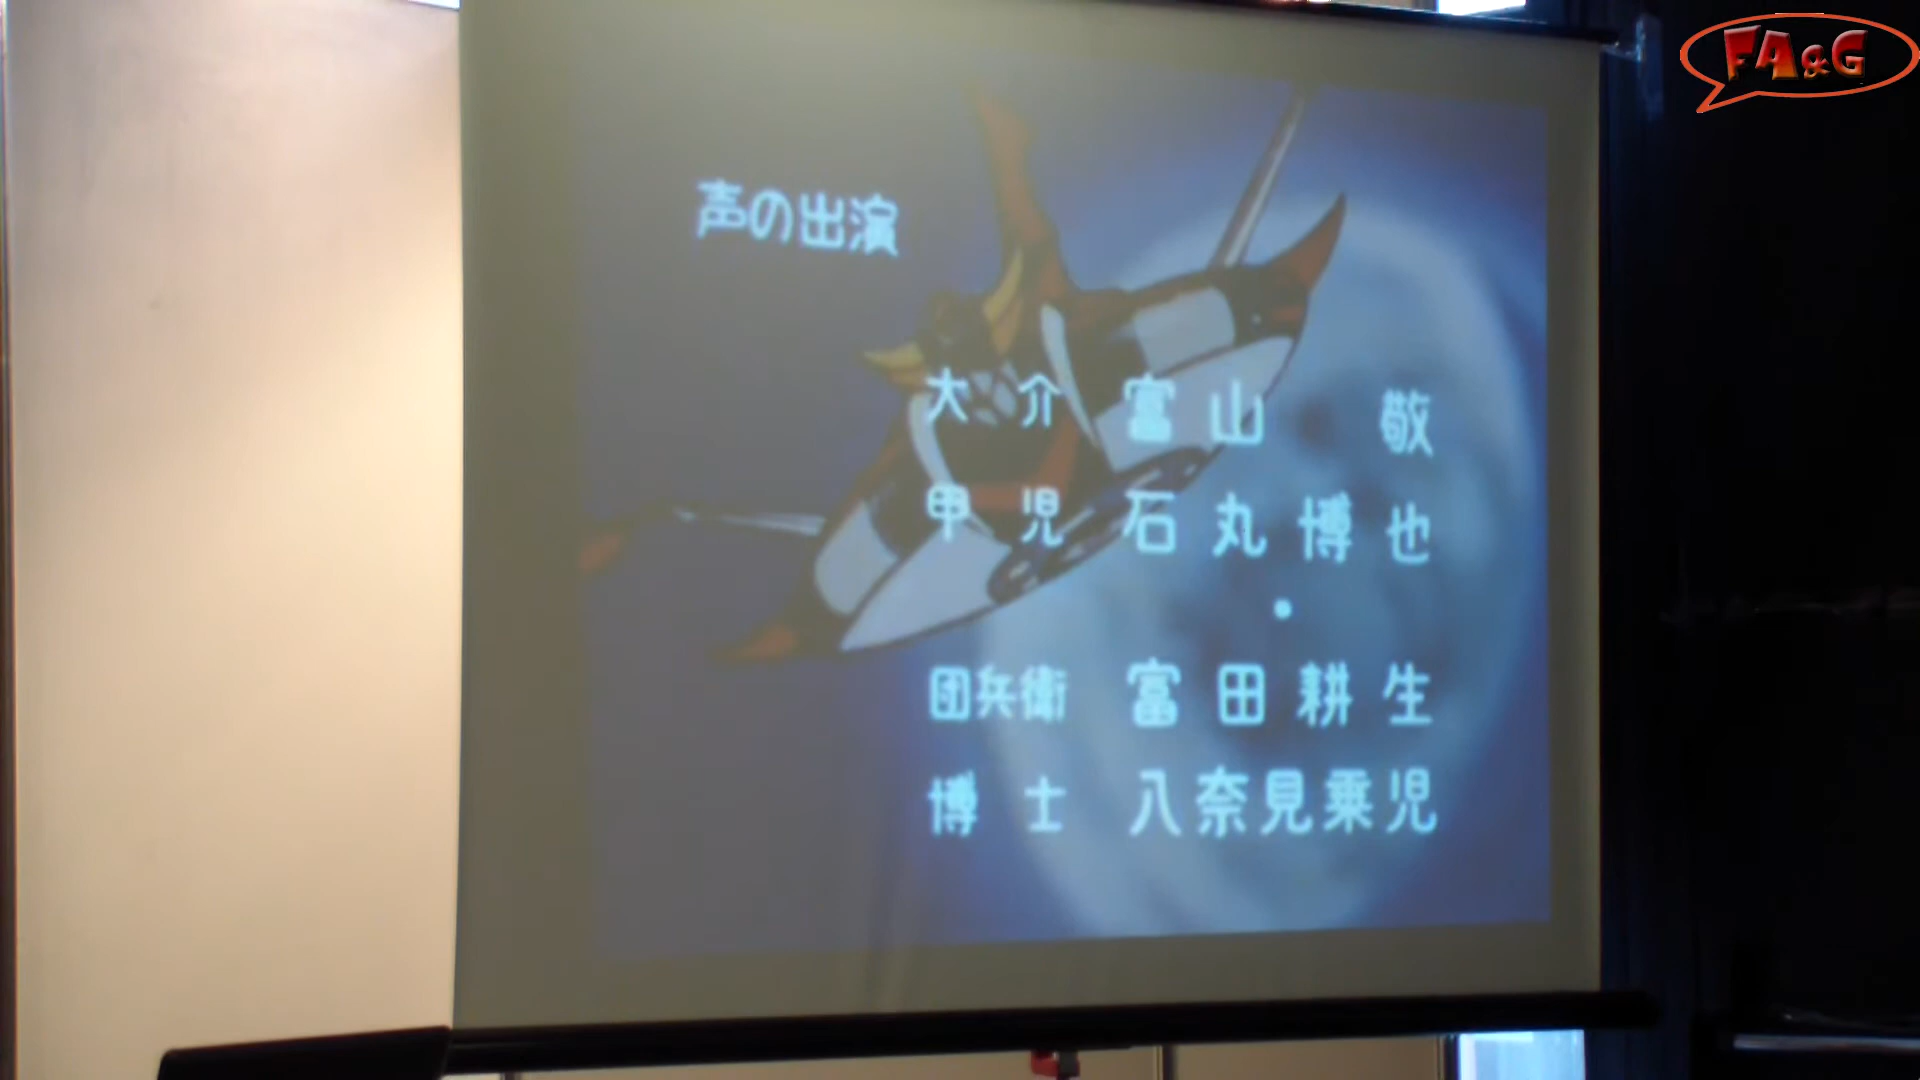 FA&G
声の出演
大介 富山 敬
甲児 石丸博也
・
団兵衛 富田耕生
博士 八奈見乗児